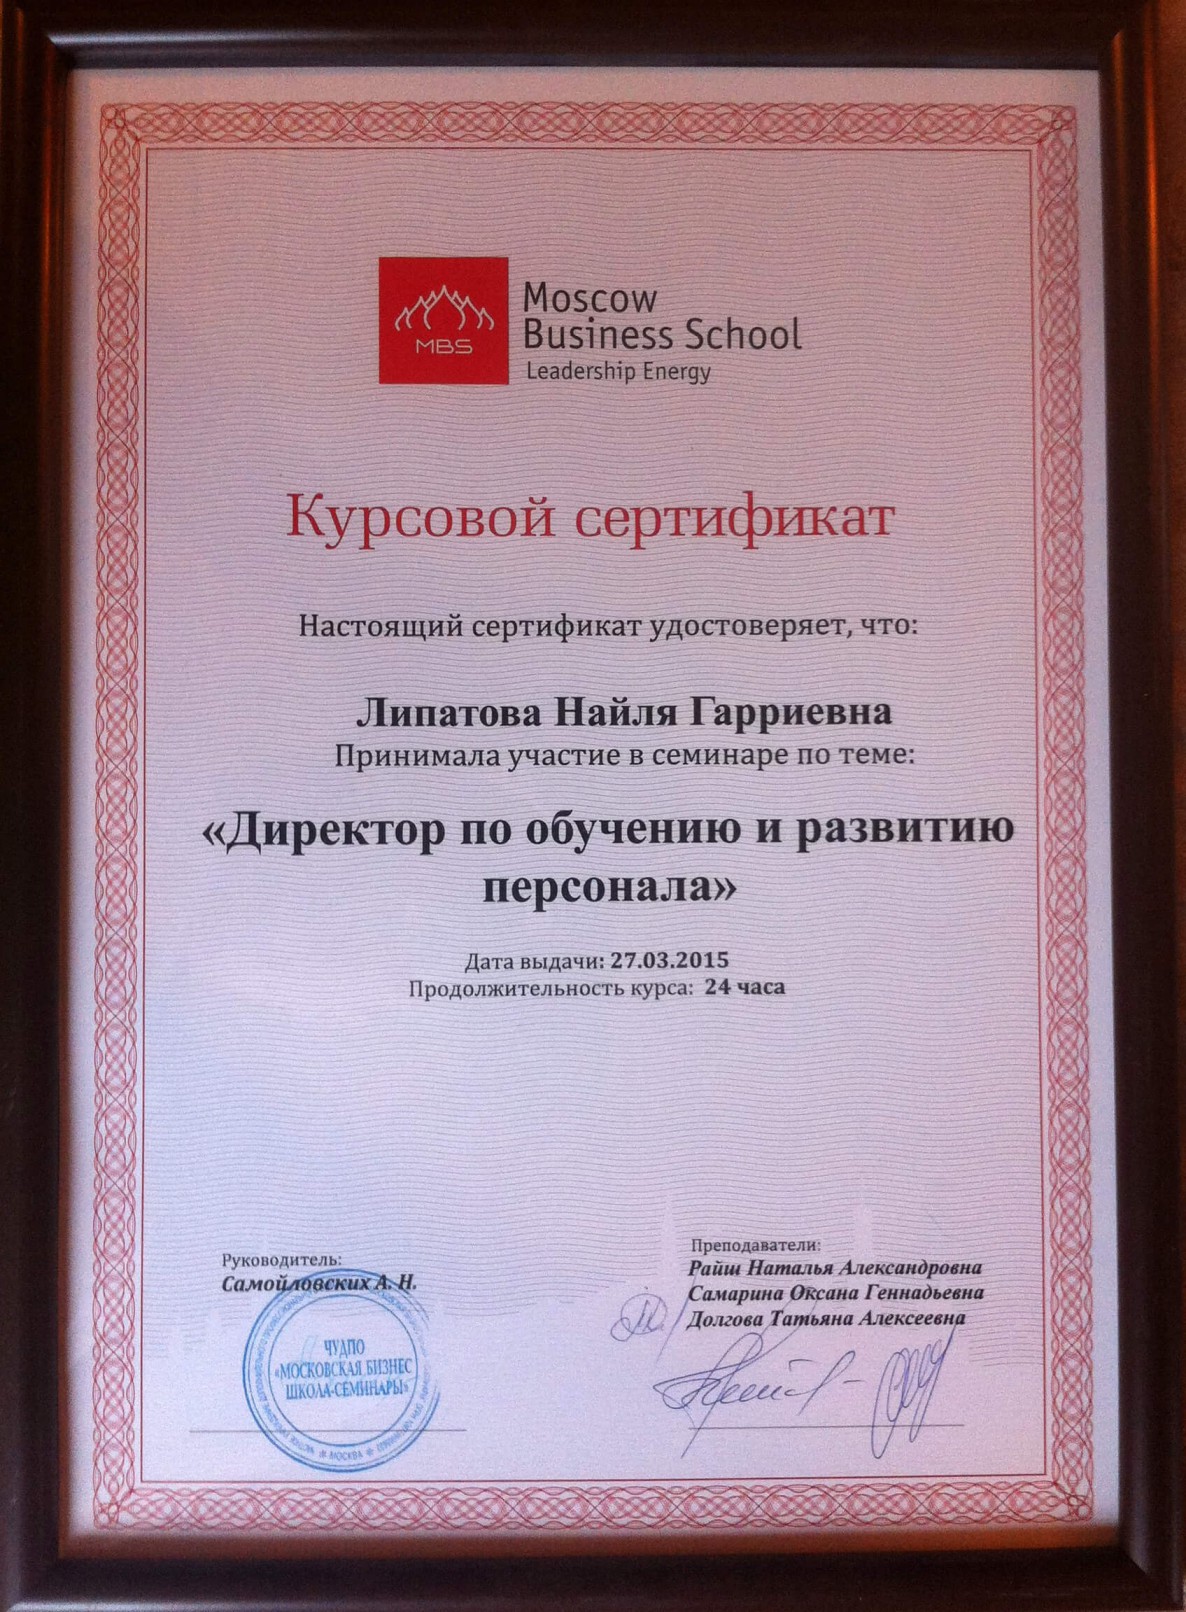 MBS
Moscow
Business School
Leadership Energy
Курсовой сертификат
Настоящий сертификат удостоверяет, что:
Липатова Найля Гарриевна
Принимала участие в семинаре по теме:
«Директор по обучению и развитию
персонала»
Дата выдачи: 27.03.2015
Продолжительность курса: 24 часа
Руководитель:
Самойловских А. Н.
ЧУДПО
«МОСКОВСКАЯ БИЗНЕС
ШКОЛА-СЕМИНАРЫ»
МОСКВА
Преподаватели:
Райш Наталья Александровна
Самарина Оксана Геннадьевна
Долгова Татьяна Алексеевна